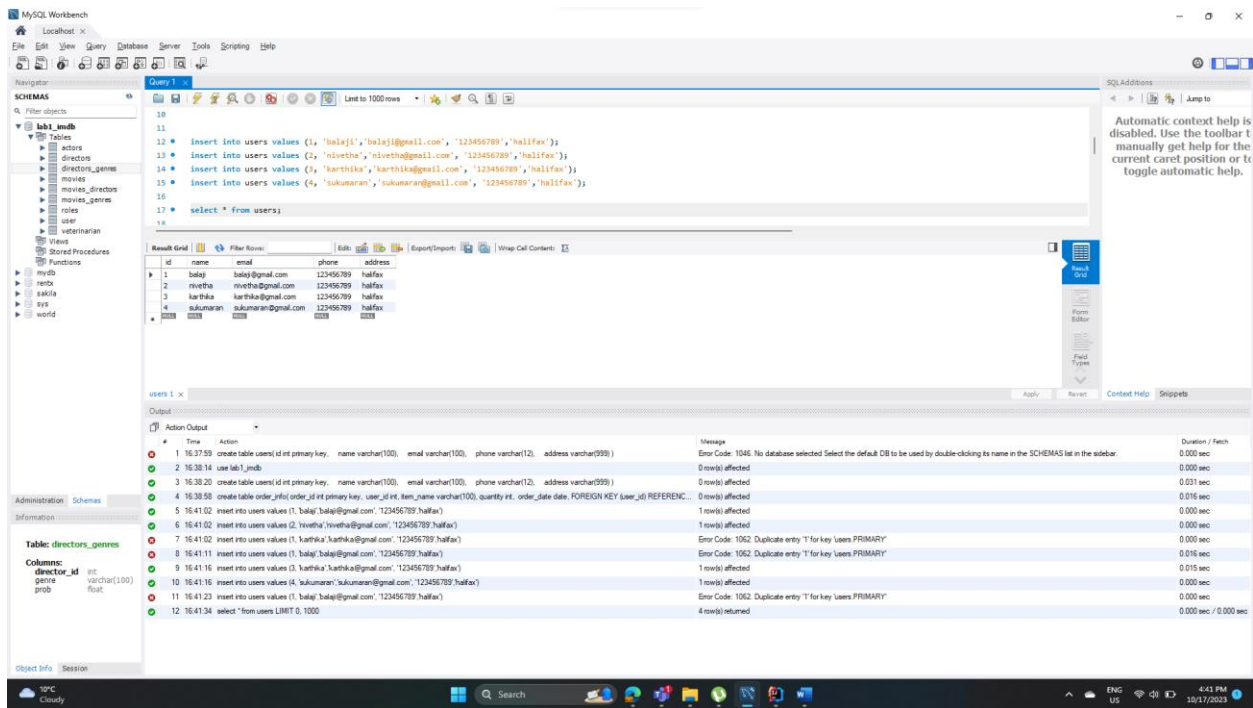 MySQL Workbench
Localhost ×
File Edit View Query Database Server Tools Scripting Help
Navigator
SCHEMAS
Filter objects
lab1_imdb
Tables
actors
directors
directors_genres
movies
movies_directors
movies_genres
roles
user
veterinarian
Views
Stored Procedures
Functions
mydb
rentx
sakila
sys
world
Administration Schemas
Information
Table: directors_genres
Columns:
director_id int
genre varchar(100)
prob float
Object Info Session
Query 1 ×
Limit to 1000 rows
10
11
12 insert into users values (1, 'balaji','balaji@gmail.com', '123456789','halifax');
13 insert into users values (2, 'nivetha','nivetha@gmail.com', '123456789','halifax');
14 insert into users values (3, 'karthika','karthika@gmail.com', '123456789','halifax');
15 insert into users values (4, 'sukumaran','sukumaran@gmail.com', '123456789','halifax');
16
17 select * from users;
18
Result Grid Filter Rows: Edit: Export/Import: Wrap Cell Content:
id name email phone address
1 balaji balaji@gmail.com 123456789 halifax
2 nivetha nivetha@gmail.com 123456789 halifax
3 karthika karthika@gmail.com 123456789 halifax
4 sukumaran sukumaran@gmail.com 123456789 halifax
NULL NULL NULL NULL NULL
Result Grid
Form Editor
Field Types
users 1 × Apply Revert
SQLAdditions
Jump to
Automatic context help is
disabled. Use the toolbar t
manually get help for the
current caret position or to
toggle automatic help.
Context Help Snippets
Output
Action Output
# Time Action Message Duration / Fetch
1 16:37:59 create table users( id int primary key, name varchar(100), email varchar(100), phone varchar(12), address varchar(999) ) Error Code: 1046. No database selected Select the default DB to be used by double-clicking its name in the SCHEMAS list in the sidebar. 0.000 sec
2 16:38:14 use lab1_imdb 0 row(s) affected 0.000 sec
3 16:38:20 create table users( id int primary key, name varchar(100), email varchar(100), phone varchar(12), address varchar(999) ) 0 row(s) affected 0.031 sec
4 16:38:58 create table order_info( order_id int primary key, user_id int, item_name varchar(100), quantity int, order_date date, FOREIGN KEY (user_id) REFERENC... 0 row(s) affected 0.016 sec
5 16:41:02 insert into users values (1, 'balaji','balaji@gmail.com', '123456789','halifax') 1 row(s) affected 0.000 sec
6 16:41:02 insert into users values (2, 'nivetha','nivetha@gmail.com', '123456789','halifax') 1 row(s) affected 0.000 sec
7 16:41:02 insert into users values (1, 'karthika','karthika@gmail.com', '123456789','halifax') Error Code: 1062. Duplicate entry '1' for key 'users.PRIMARY' 0.000 sec
8 16:41:11 insert into users values (1, 'balaji','balaji@gmail.com', '123456789','halifax') Error Code: 1062. Duplicate entry '1' for key 'users.PRIMARY' 0.016 sec
9 16:41:16 insert into users values (3, 'karthika','karthika@gmail.com', '123456789','halifax') 1 row(s) affected 0.015 sec
10 16:41:16 insert into users values (4, 'sukumaran','sukumaran@gmail.com', '123456789','halifax') 1 row(s) affected 0.000 sec
11 16:41:23 insert into users values (1, 'balaji','balaji@gmail.com', '123456789','halifax') Error Code: 1062. Duplicate entry '1' for key 'users.PRIMARY' 0.000 sec
12 16:41:34 select * from users LIMIT 0, 1000 4 row(s) returned 0.000 sec / 0.000 sec
10°C
Cloudy
Search
ENG
US
4:41 PM
10/17/2023